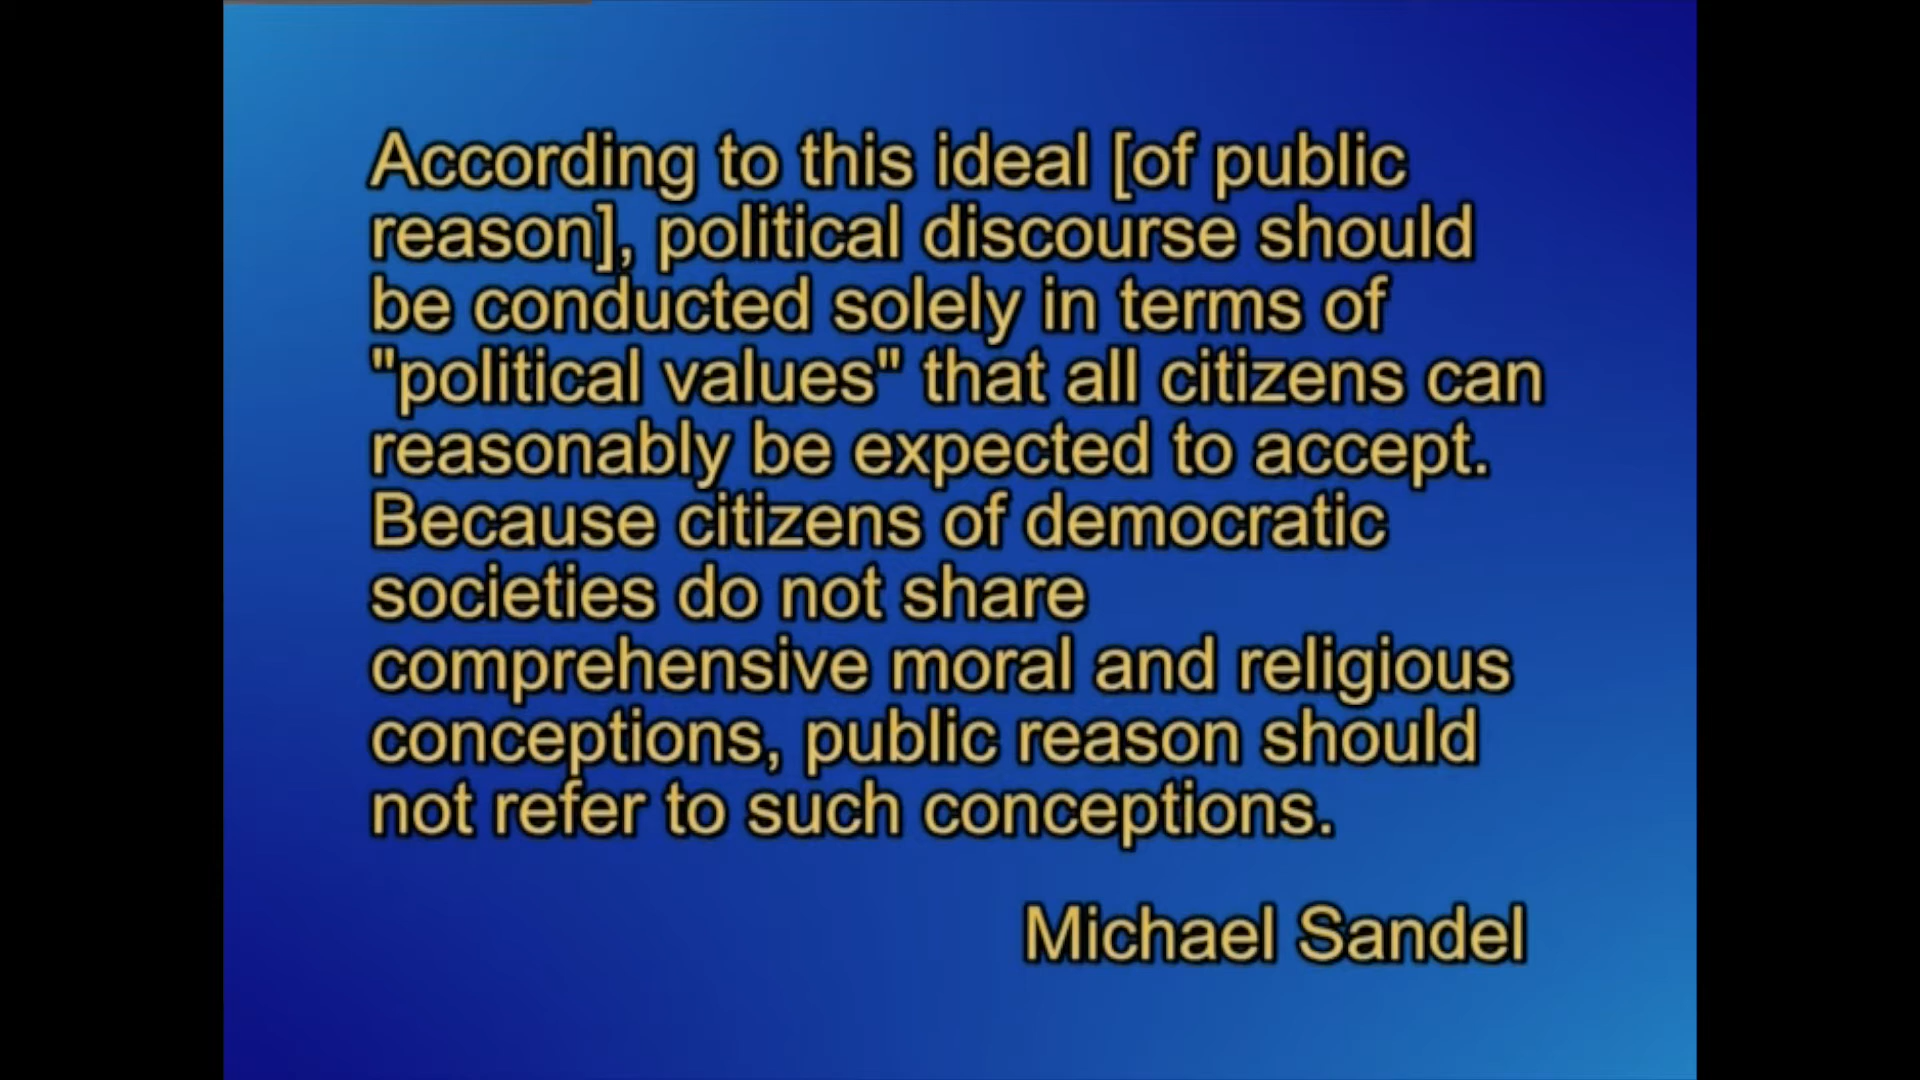 According to this ideal [of public
reason], political discourse should
be conducted solely in terms of
"political values" that all citizens can
reasonably be expected to accept.
Because citizens of democratic
societies do not share
comprehensive moral and religious
conceptions, public reason should
not refer to such conceptions.
Michael Sandel